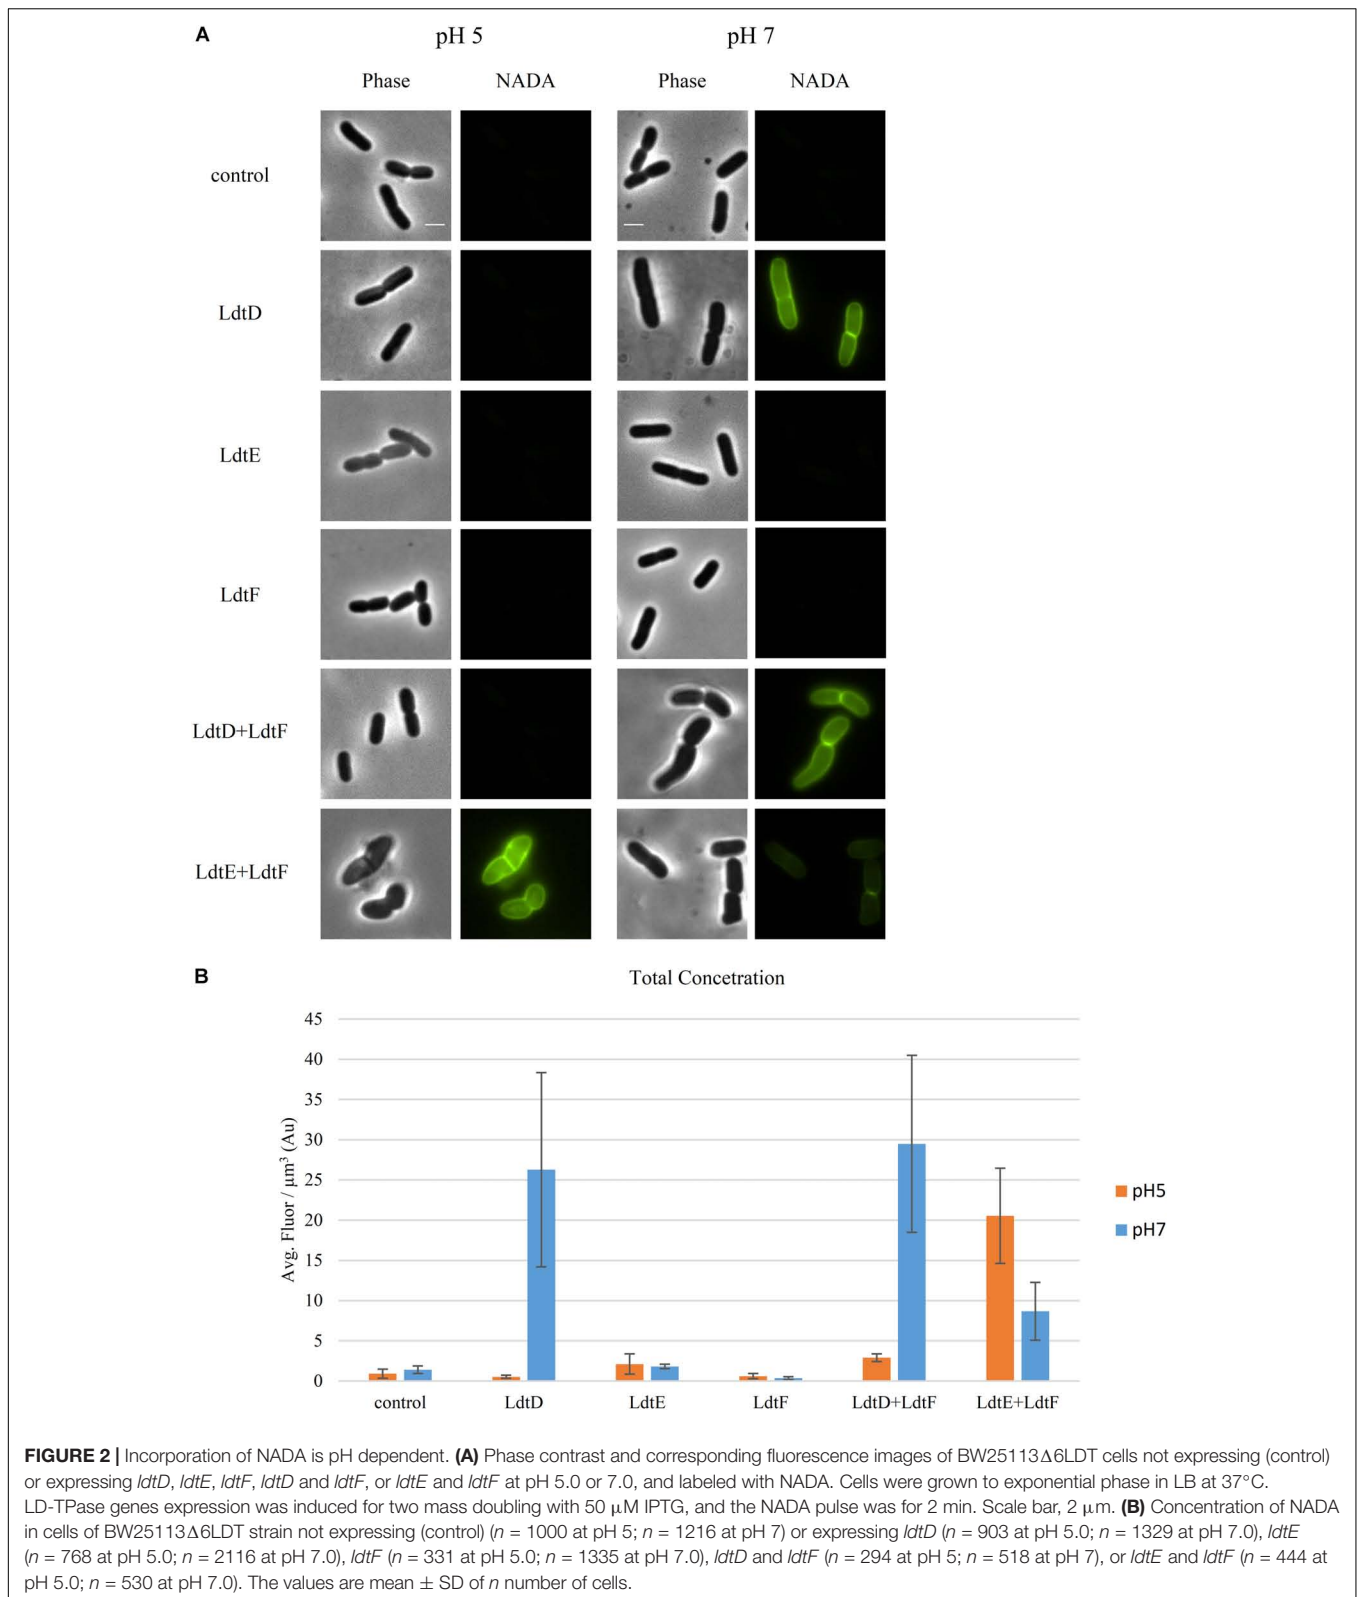 A
pH 5
pH 7
Phase
NADA
Phase
NADA
control
LdtD
LdtE
LdtF
LdtD+LdtF
LdtE+LdtF
B
Total Concetration
Avg. Fluor / μm³ (Au)
45
40
35
30
25
20
15
10
5
0
control
LdtD
LdtE
LdtF
LdtD+LdtF
LdtE+LdtF
pH5
pH7
FIGURE 2 | Incorporation of NADA is pH dependent. (A) Phase contrast and corresponding fluorescence images of BW25113Δ6LDT cells not expressing (control)
or expressing ldtD, ldtE, ldtF, ldtD and ldtF, or ldtE and ldtF at pH 5.0 or 7.0, and labeled with NADA. Cells were grown to exponential phase in LB at 37°C.
LD-TPase genes expression was induced for two mass doubling with 50 μM IPTG, and the NADA pulse was for 2 min. Scale bar, 2 μm. (B) Concentration of NADA
in cells of BW25113Δ6LDT strain not expressing (control) (n = 1000 at pH 5; n = 1216 at pH 7) or expressing ldtD (n = 903 at pH 5.0; n = 1329 at pH 7.0), ldtE
(n = 768 at pH 5.0; n = 2116 at pH 7.0), ldtF (n = 331 at pH 5.0; n = 1335 at pH 7.0), ldtD and ldtF (n = 294 at pH 5; n = 518 at pH 7), or ldtE and ldtF (n = 444 at
pH 5.0; n = 530 at pH 7.0). The values are mean ± SD of n number of cells.